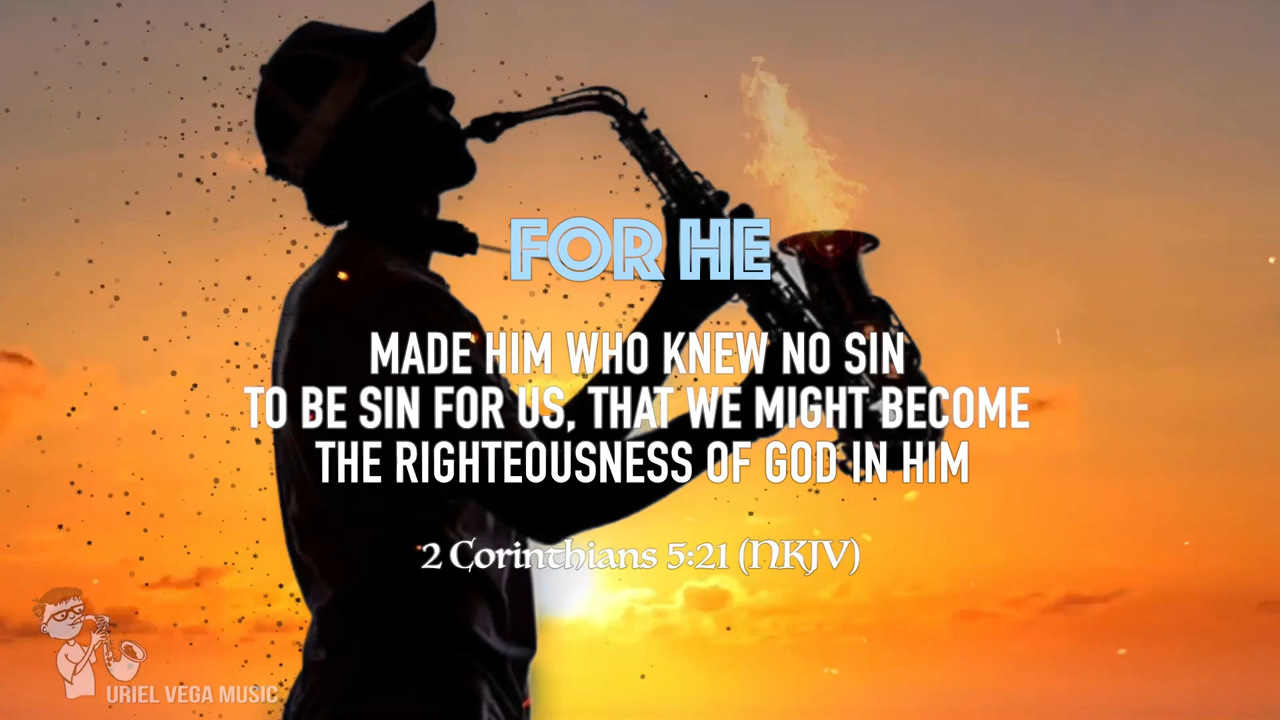 FOR HE
MADE HIM WHO KNEW NO SIN
TO BE SIN FOR US, THAT WE MIGHT BECOME
THE RIGHTEOUSNESS OF GOD IN HIM
2 Corinthians 5:21 (NKJV)
URIEL VEGA MUSIC